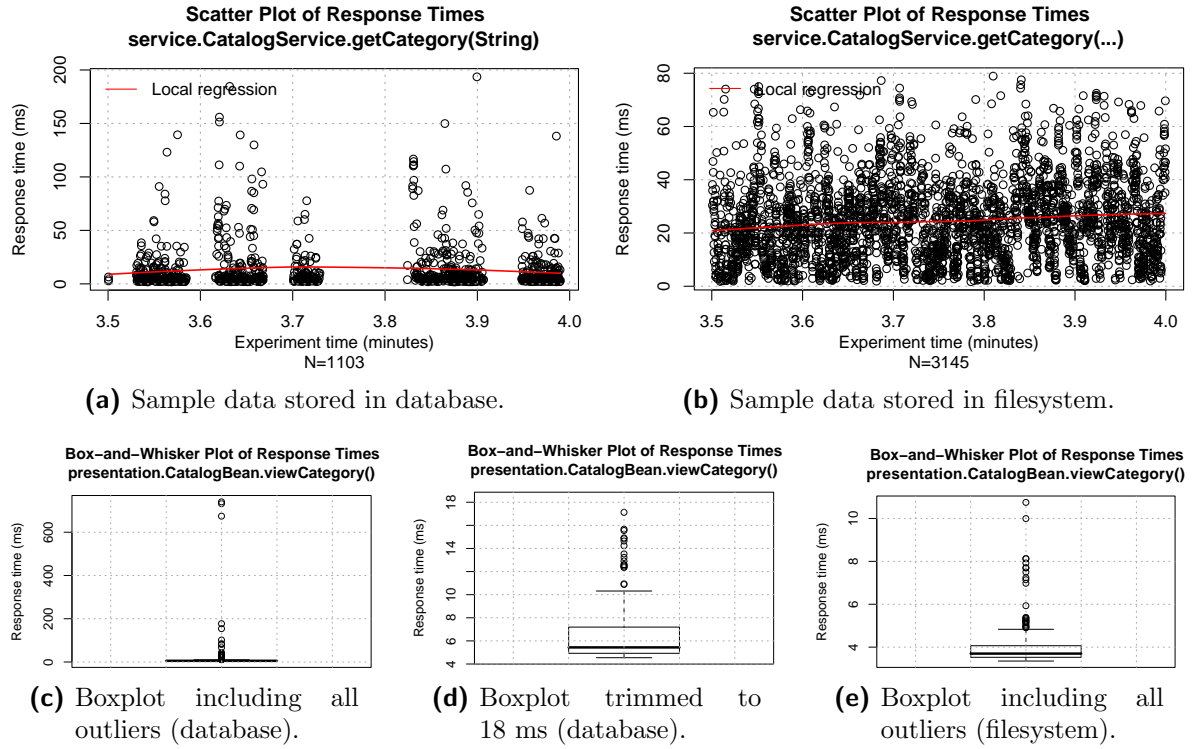 Scatter Plot of Response Times
service.CatalogService.getCategory(String)
200
150
100
50
0
Response time (ms)
Local regression
3.5 3.6 3.7 3.8 3.9 4.0
Experiment time (minutes)
N=1103
(a) Sample data stored in database.
Scatter Plot of Response Times
service.CatalogService.getCategory(...)
80
60
40
20
0
Response time (ms)
Local regression
3.5 3.6 3.7 3.8 3.9 4.0
Experiment time (minutes)
N=3145
(b) Sample data stored in filesystem.
Box−and−Whisker Plot of Response Times
presentation.CatalogBean.viewCategory()
600
400
200
0
Response time (ms)
(c) Boxplot including all
outliers (database).
Box−and−Whisker Plot of Response Times
presentation.CatalogBean.viewCategory()
18
14
10
8
6
4
Response time (ms)
(d) Boxplot trimmed to
18 ms (database).
Box−and−Whisker Plot of Response Times
presentation.CatalogBean.viewCategory()
10
8
6
4
Response time (ms)
(e) Boxplot including all
outliers (filesystem).